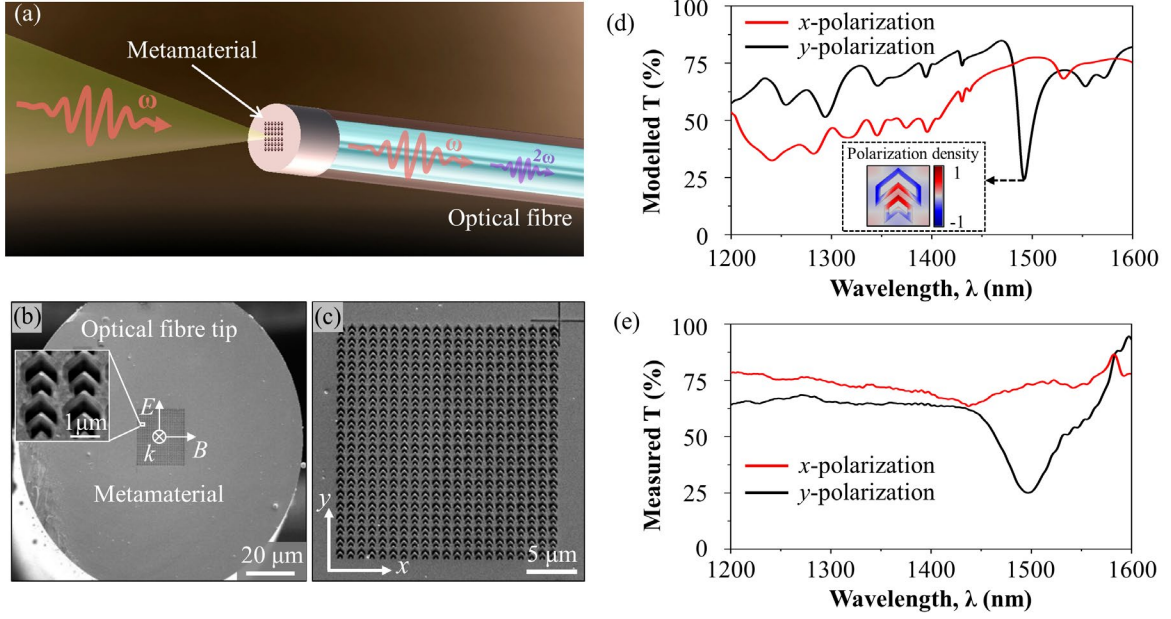 (a)
Metamaterial
ω
ω
2ω
Optical fibre
(b)
Optical fibre tip
1μm
E
k
B
Metamaterial
20 μm
(c)
y
x
5 μm
(d)
100
75
50
25
0
Modelled T (%)
x-polarization
y-polarization
Polarization density
1
-1
1200
1300
1400
1500
1600
Wavelength, λ (nm)
(e)
100
75
50
25
0
Measured T (%)
x-polarization
y-polarization
1200
1300
1400
1500
1600
Wavelength, λ (nm)